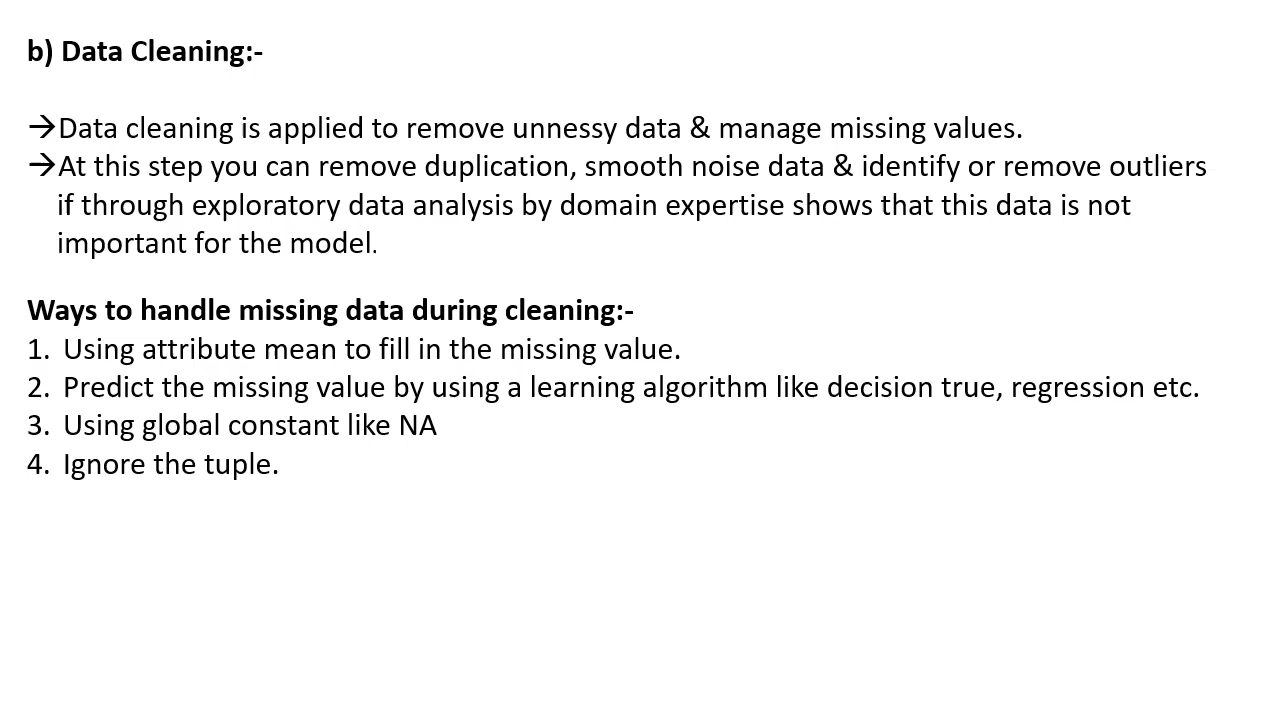 b) Data Cleaning:-
→Data cleaning is applied to remove unnessy data & manage missing values.
→At this step you can remove duplication, smooth noise data & identify or remove outliers
if through exploratory data analysis by domain expertise shows that this data is not
important for the model.
Ways to handle missing data during cleaning:-
1. Using attribute mean to fill in the missing value.
2. Predict the missing value by using a learning algorithm like decision true, regression etc.
3. Using global constant like NA
4. Ignore the tuple.